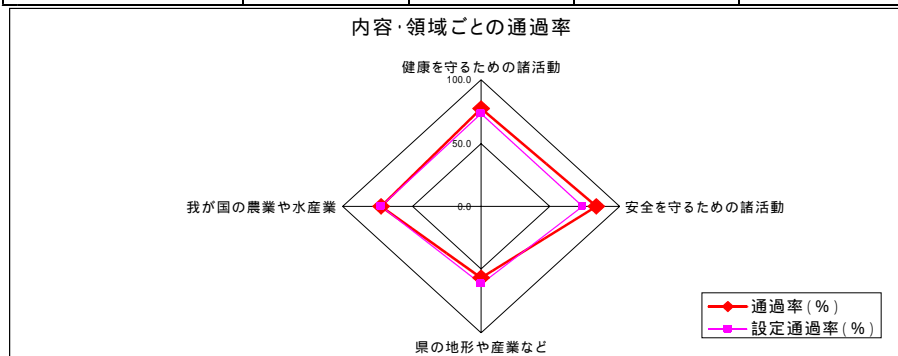 内容・領域ごとの通過率
健康を守るための諸活動
100.0
50.0
我が国の農業や水産業
0.0
安全を守るための諸活動
通過率(%)
設定通過率(%)
県の地形や産業など